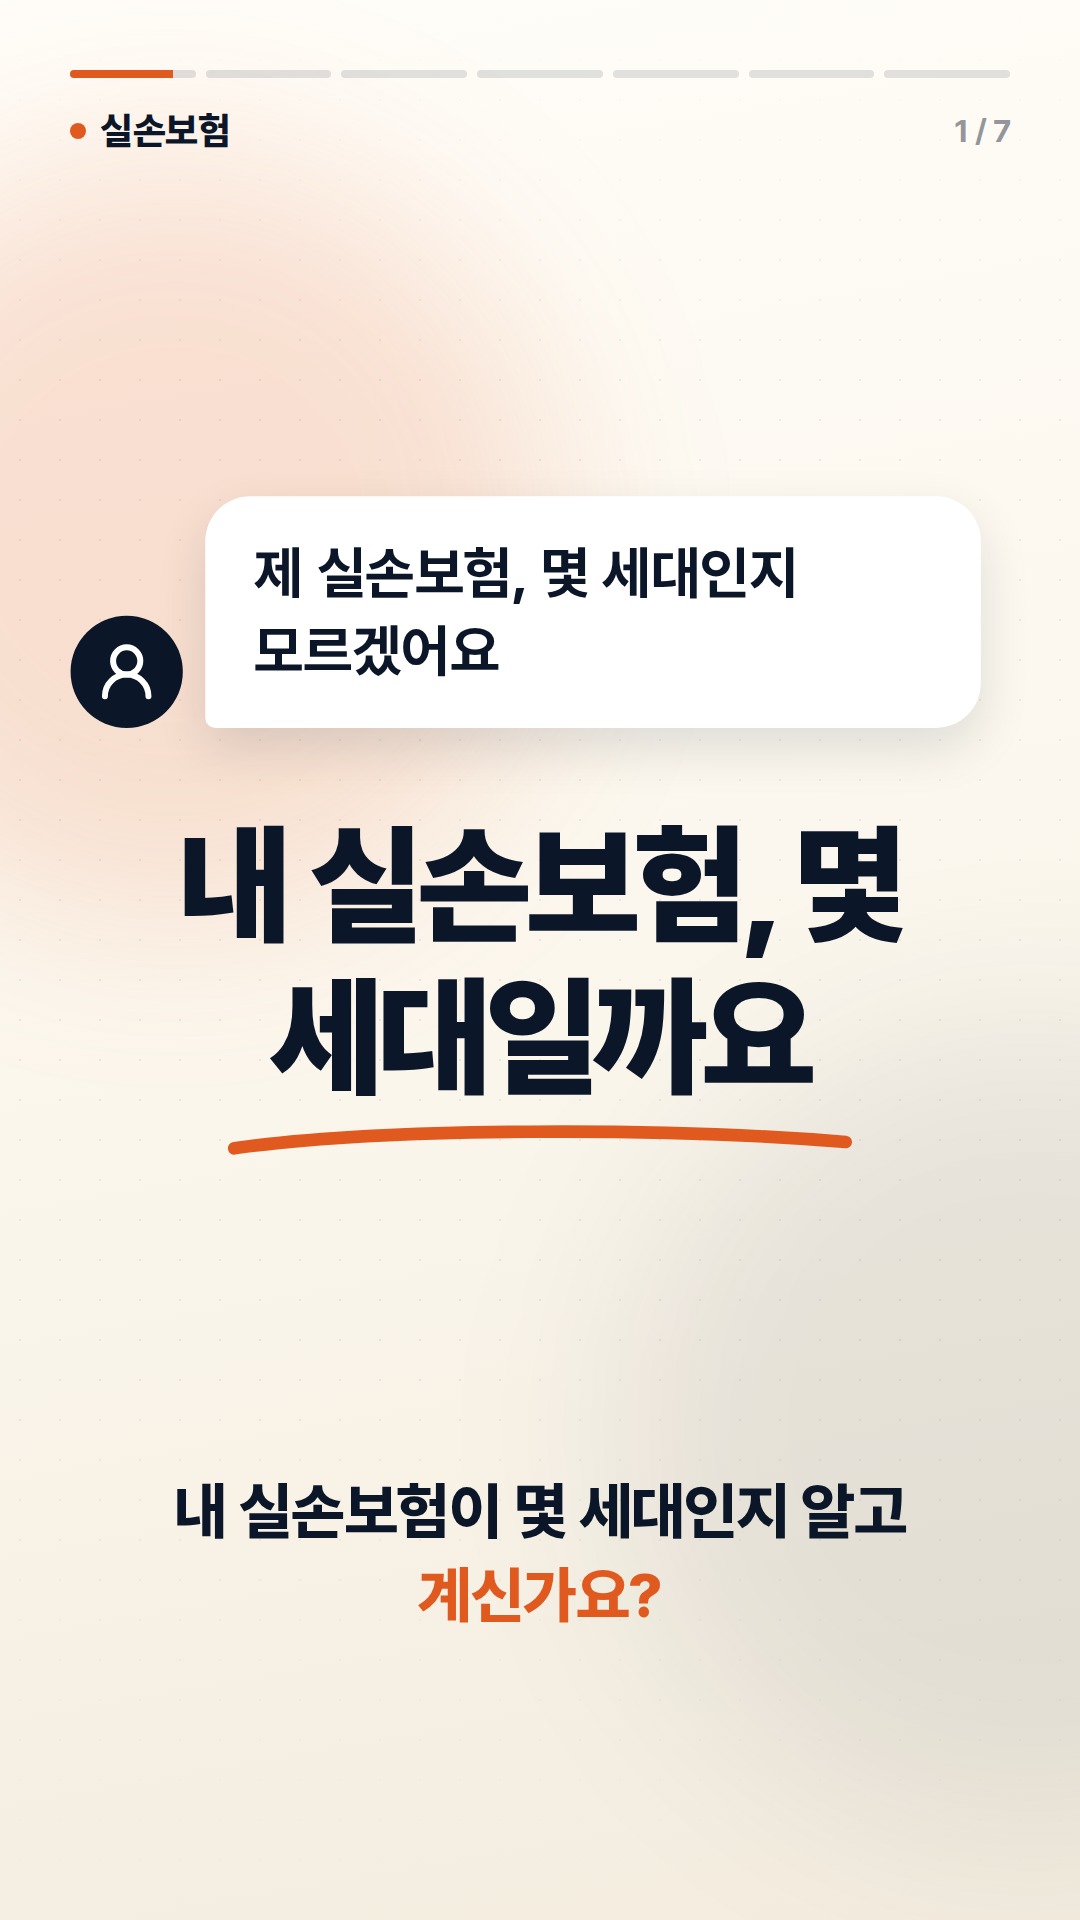 실손보험
1 / 7
제 실손보험, 몇 세대인지
모르겠어요
내 실손보험, 몇
세대일까요
내 실손보험이 몇 세대인지 알고
계신가요?